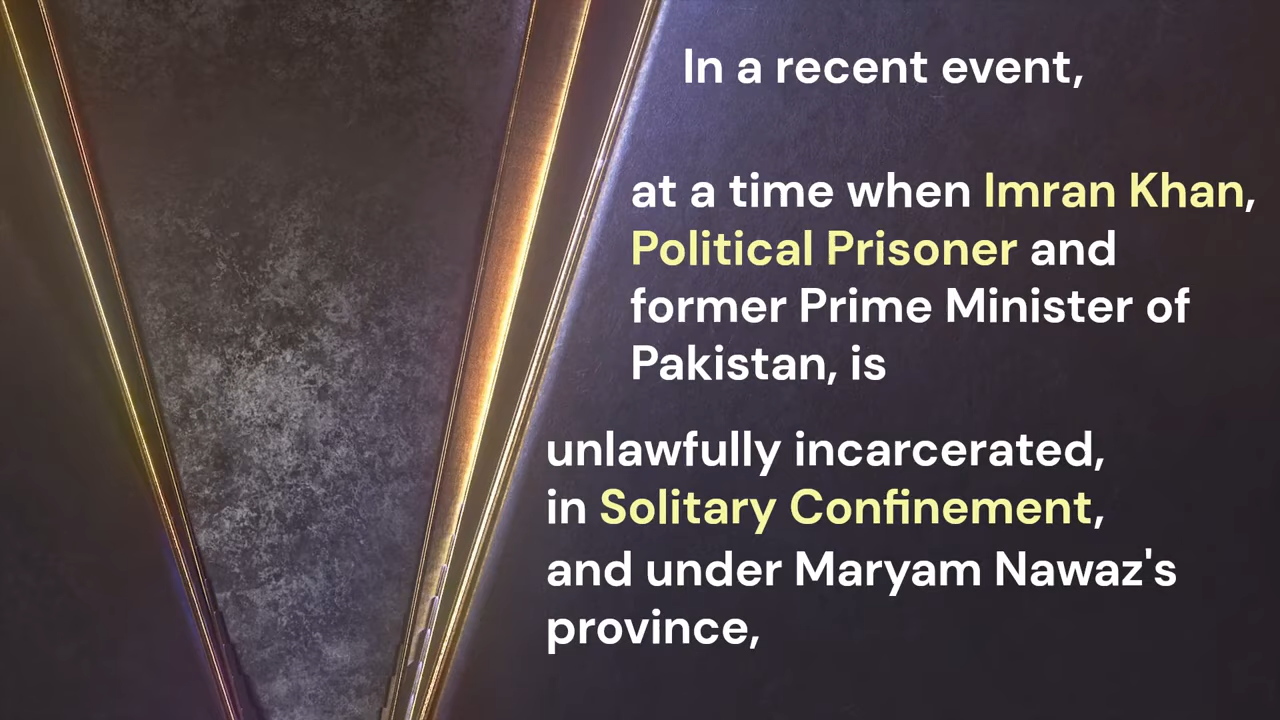 In a recent event,
at a time when Imran Khan,
Political Prisoner and
former Prime Minister of
Pakistan, is
unlawfully incarcerated,
in Solitary Confinement,
and under Maryam Nawaz's
province,